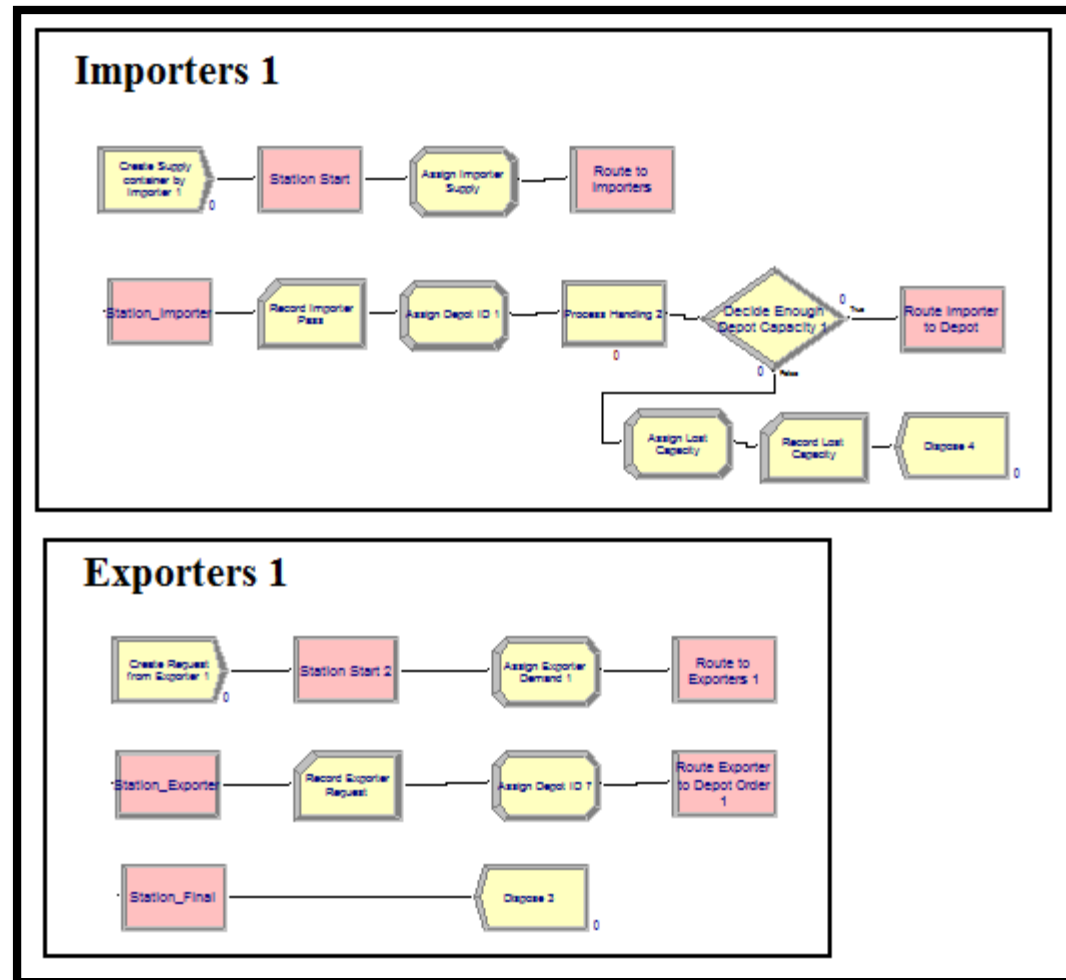 Importers 1
Create Supply
container by
Importer 1
0
Station Start
Assign Importer
Supply
Route to
Importers
Station_Importer
Record Importer
Pass
Assign Depot ID 1
Process Handing 2
0
Decide Enough
Depot Capacity 1
0
True
0
False
Route Importer
to Depot
Assign Lost
Capacity
Record Lost
Capacity
Dispose 4
0
Exporters 1
Create Request
from Exporter 1
0
Station Start 2
Assign Exporter
Demand 1
Route to
Exporters 1
Station_Exporter
Record Exporter
Request
Assign Depot ID 7
Route Exporter
to Depot Order
1
Station_Final
Dispose 3
0